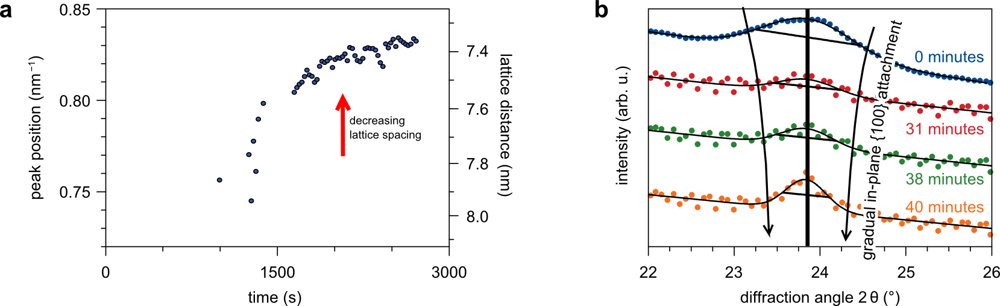 a
0.85
0.80
0.75
peak position (nm⁻¹)
7.4
7.6
7.8
8.0
lattice distance (nm)
decreasing
lattice spacing
0
1500
3000
time (s)
b
intensity (arb. u.)
0 minutes
31 minutes
38 minutes
40 minutes
gradual in-plane {100} attachment
22
23
24
25
26
diffraction angle 2 θ (°)